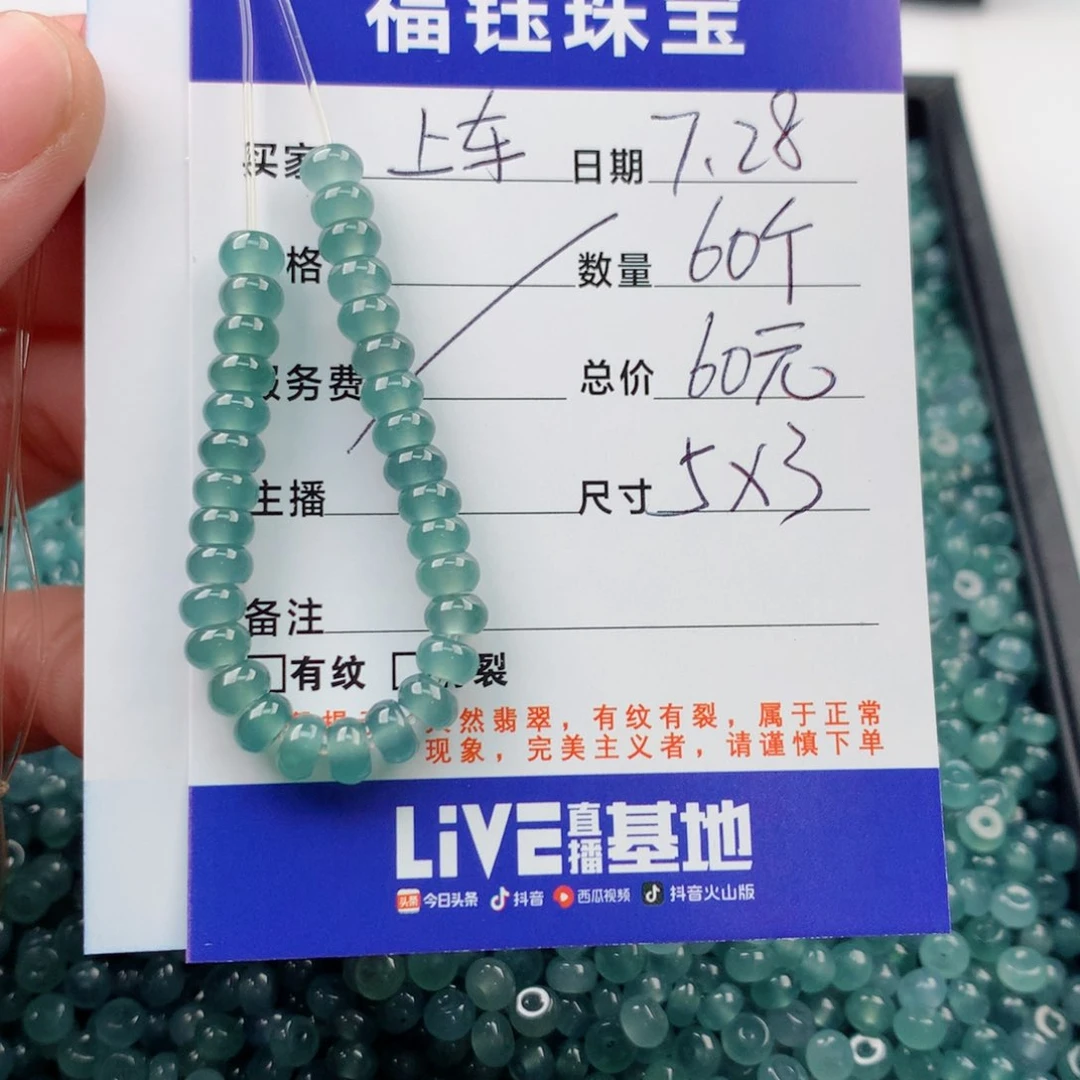 福钰珠宝
买家 上车 日期 7.28
格 数量 60个
服务费 总价 60元
主播 尺寸 5X3
备注
有纹 裂
天然翡翠，有纹有裂，属于正常
现象，完美主义者，请谨慎下单
LiVE直播基地
头条 今日头条 抖音 西瓜视频 抖音火山版